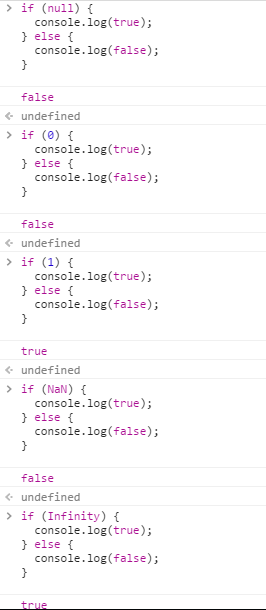 > if (null) {
    console.log(true);
  } else {
    console.log(false);
  }
  false
<· undefined
> if (0) {
    console.log(true);
  } else {
    console.log(false);
  }
  false
<· undefined
> if (1) {
    console.log(true);
  } else {
    console.log(false);
  }
  true
<· undefined
> if (NaN) {
    console.log(true);
  } else {
    console.log(false);
  }
  false
<· undefined
> if (Infinity) {
    console.log(true);
  } else {
    console.log(false);
  }
  true